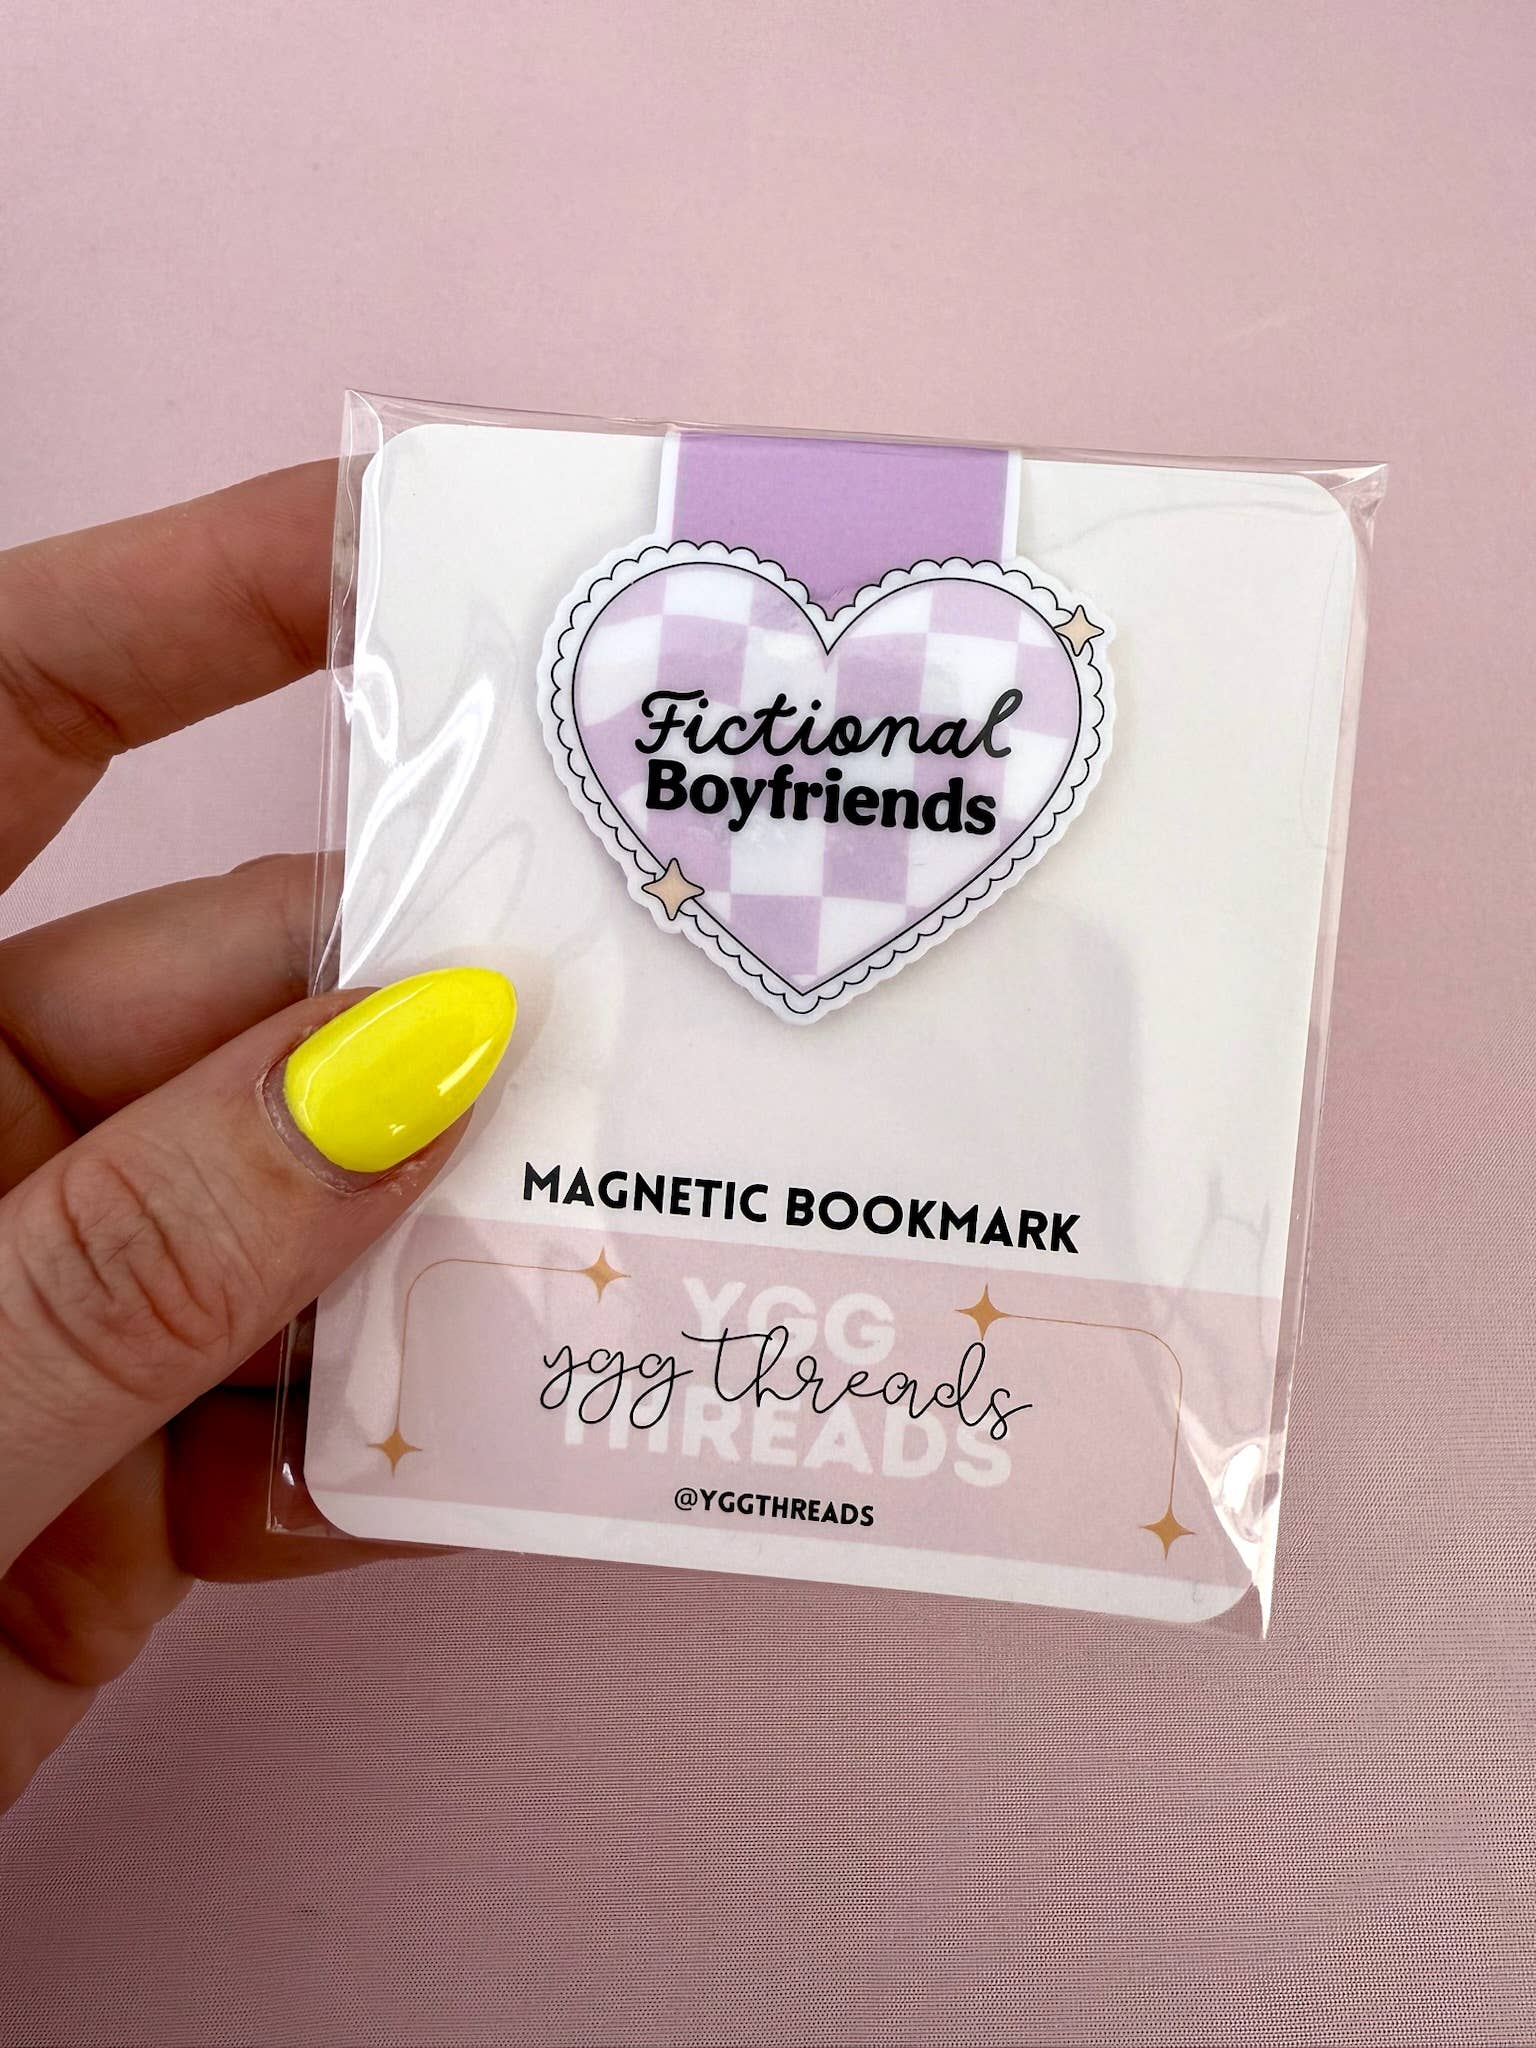 Fictional
Boyfriends
MAGNETIC BOOKMARK
YGG
ygg threads
THREADS
@YGGTHREADS